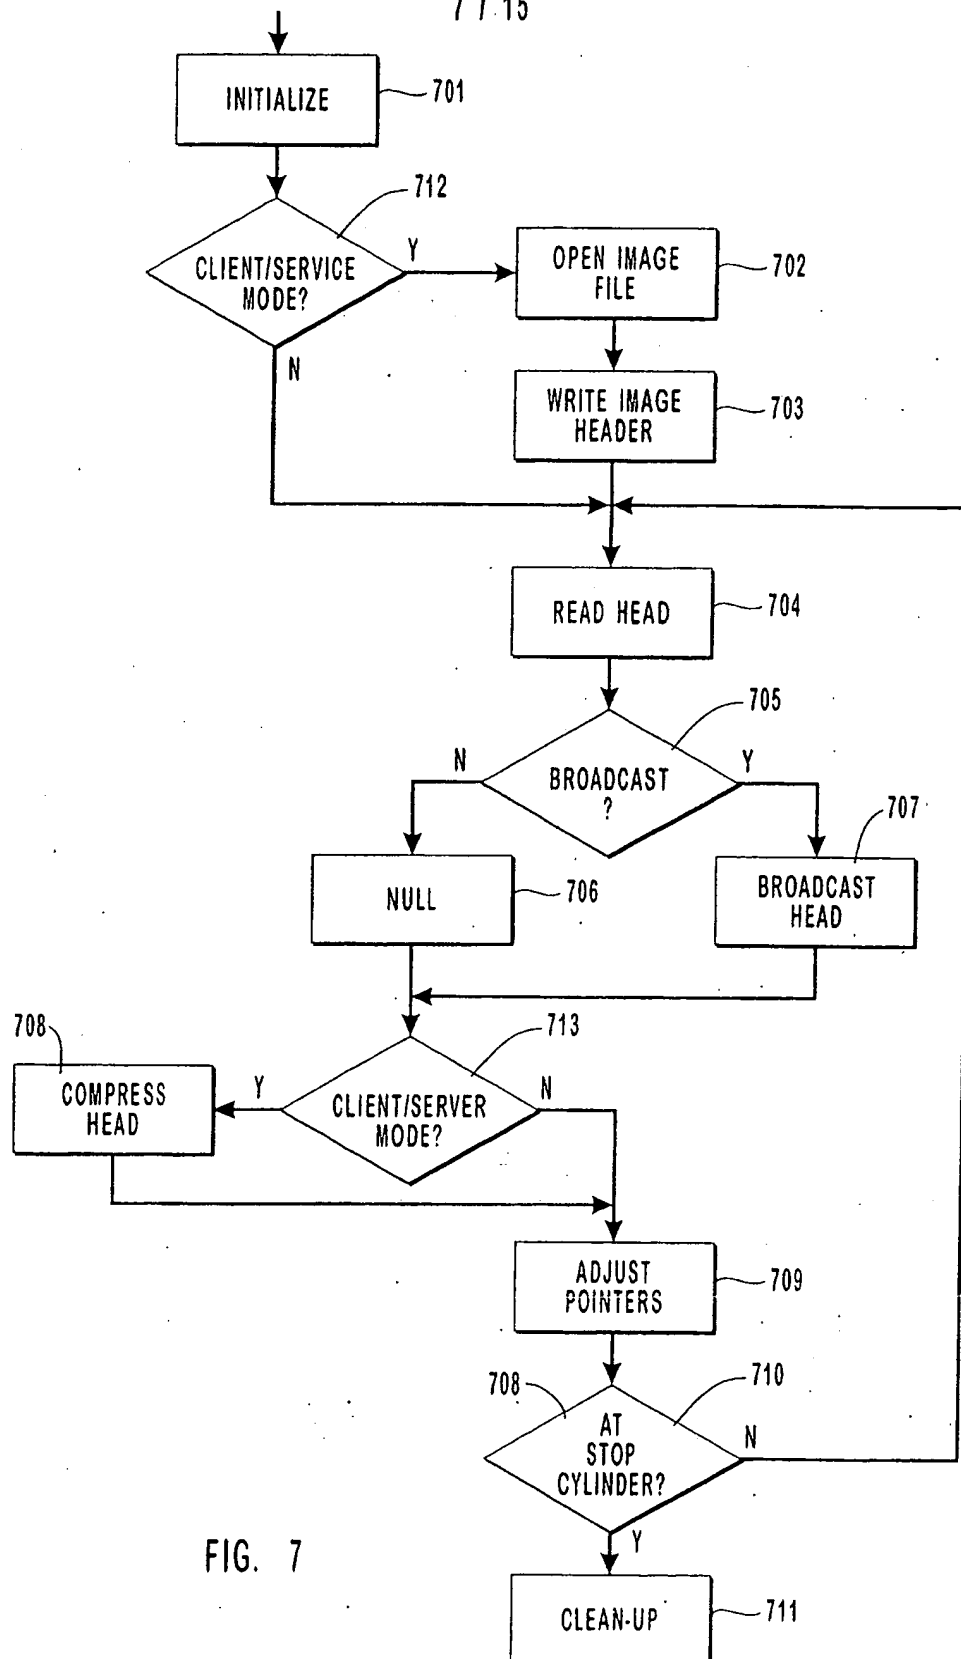 7 7.15
INITIALIZE
701
712
CLIENT/SERVICE
MODE?
Y
N
OPEN IMAGE
FILE
702
WRITE IMAGE
HEADER
703
READ HEAD
704
705
BROADCAST
?
N
Y
707
NULL
706
BROADCAST
HEAD
708
COMPRESS
HEAD
713
Y
CLIENT/SERVER
MODE?
N
ADJUST
POINTERS
709
708
710
AT
STOP
CYLINDER?
N
Y
FIG. 7
CLEAN-UP
711